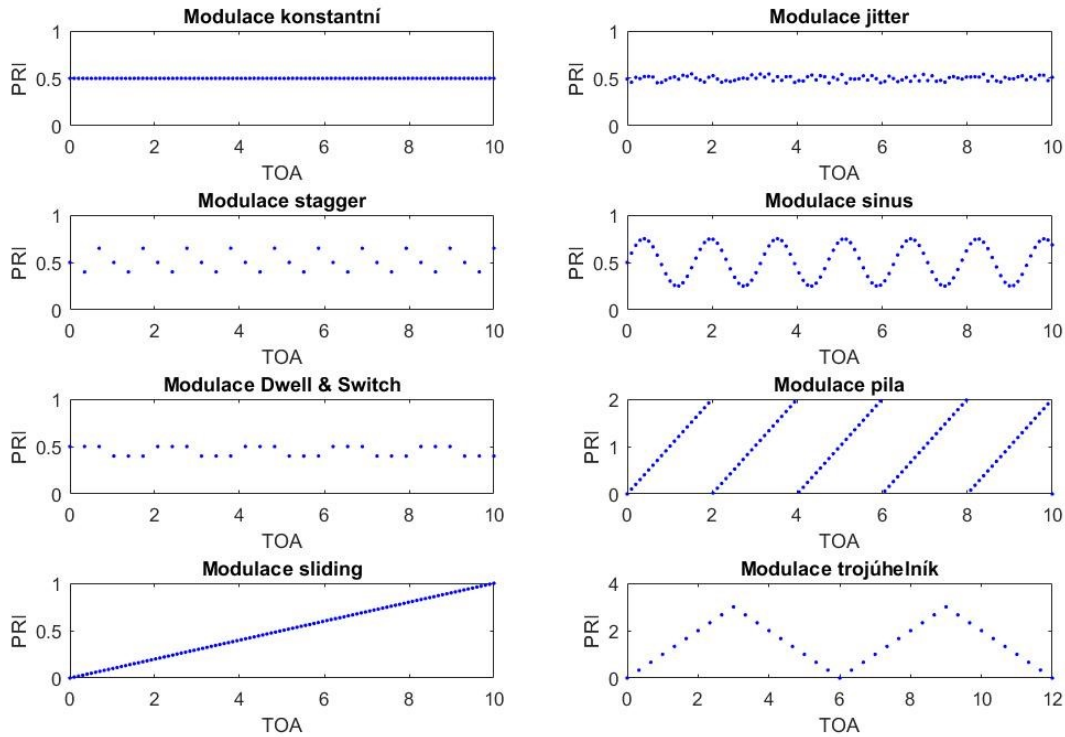 Modulace konstantní
1
0.5
0
PRI
0 2 4 6 8 10
TOA
Modulace jitter
1
0.5
0
PRI
0 2 4 6 8 10
TOA
Modulace stagger
1
0.5
0
PRI
0 2 4 6 8 10
TOA
Modulace sinus
1
0.5
0
PRI
0 2 4 6 8 10
TOA
Modulace Dwell & Switch
1
0.5
0
PRI
0 2 4 6 8 10
TOA
Modulace pila
2
1
0
PRI
0 2 4 6 8 10
TOA
Modulace sliding
1
0.5
0
PRI
0 2 4 6 8 10
TOA
Modulace trojúhelník
4
2
0
PRI
0 2 4 6 8 10 12
TOA